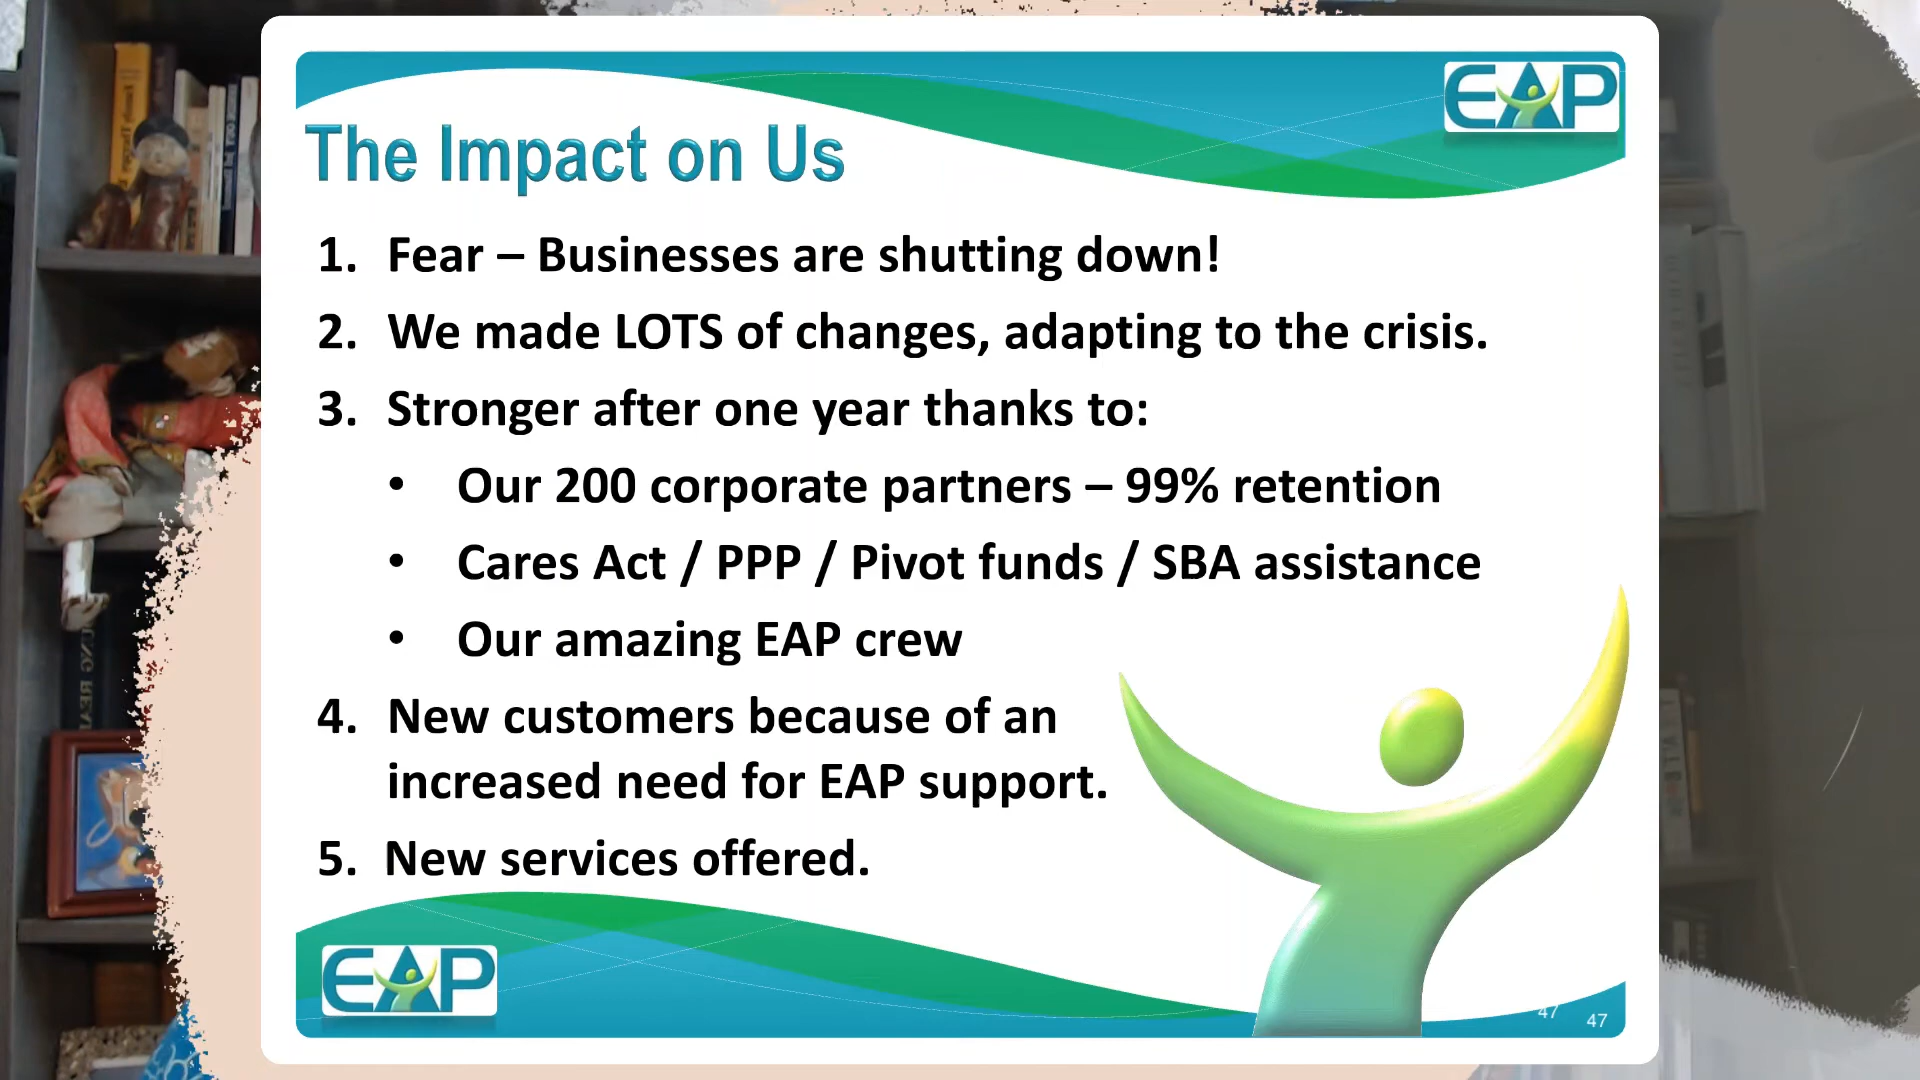 EAP
The Impact on Us
1. Fear – Businesses are shutting down!
2. We made LOTS of changes, adapting to the crisis.
3. Stronger after one year thanks to:
• Our 200 corporate partners – 99% retention
• Cares Act / PPP / Pivot funds / SBA assistance
• Our amazing EAP crew
4. New customers because of an
increased need for EAP support.
5. New services offered.
EAP
47
47